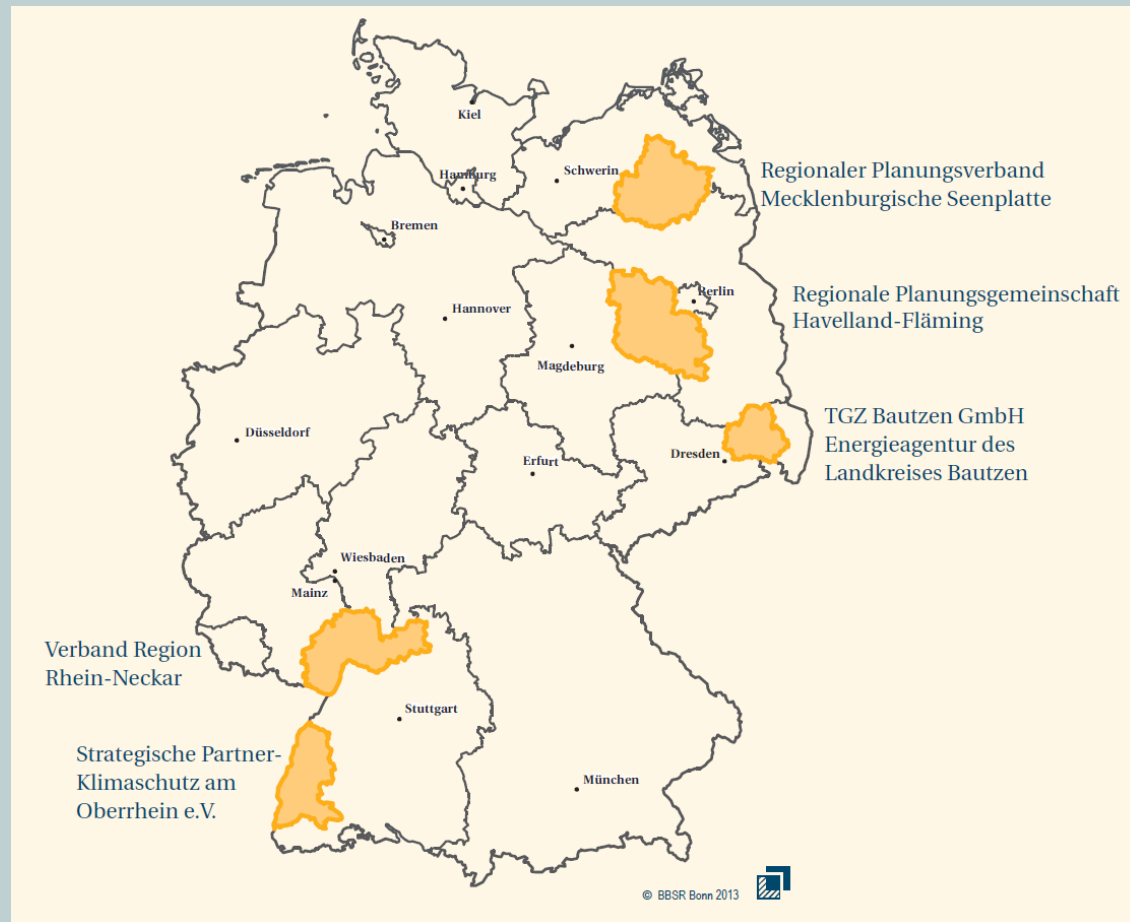 Kiel
Hamburg
Schwerin
Regionaler Planungsverband
Mecklenburgische Seenplatte
Bremen
Berlin
Regionale Planungsgemeinschaft
Havelland-Fläming
Hannover
Magdeburg
TGZ Bautzen GmbH
Energieagentur des
Landkreises Bautzen
Düsseldorf
Dresden
Erfurt
Wiesbaden
Mainz
Verband Region
Rhein-Neckar
Stuttgart
Strategische Partner-
Klimaschutz am
Oberrhein e.V.
München
© BBSR Bonn 2013